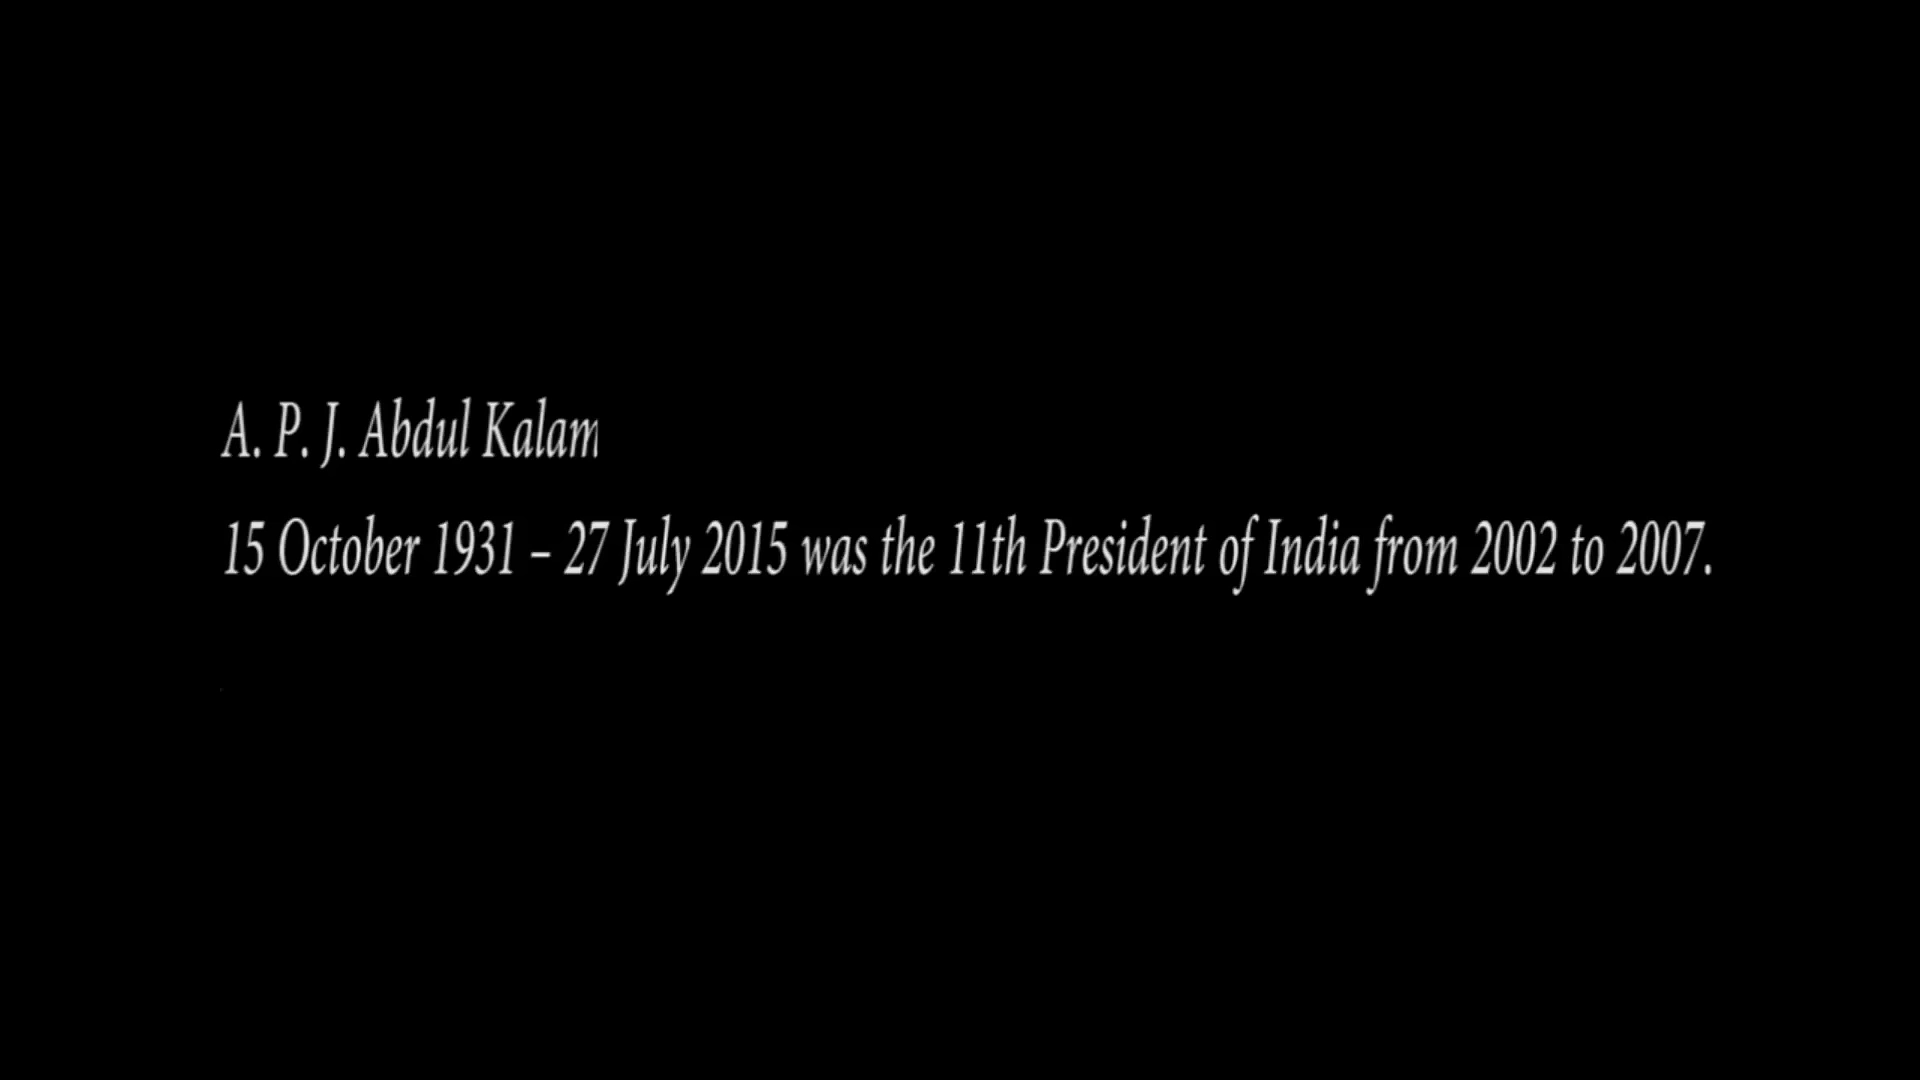 A. P. J. Abdul Kalam
15 October 1931 – 27 July 2015 was the 11th President of India from 2002 to 2007.